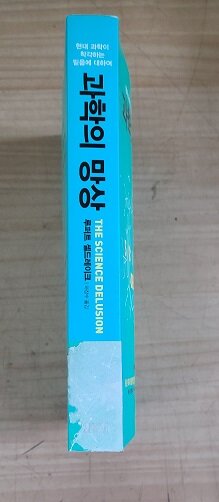 현대 과학이
착각하는
믿음에 대하여
과학의 망상
THE SCIENCE DELUSION
루퍼트 셸드레이크